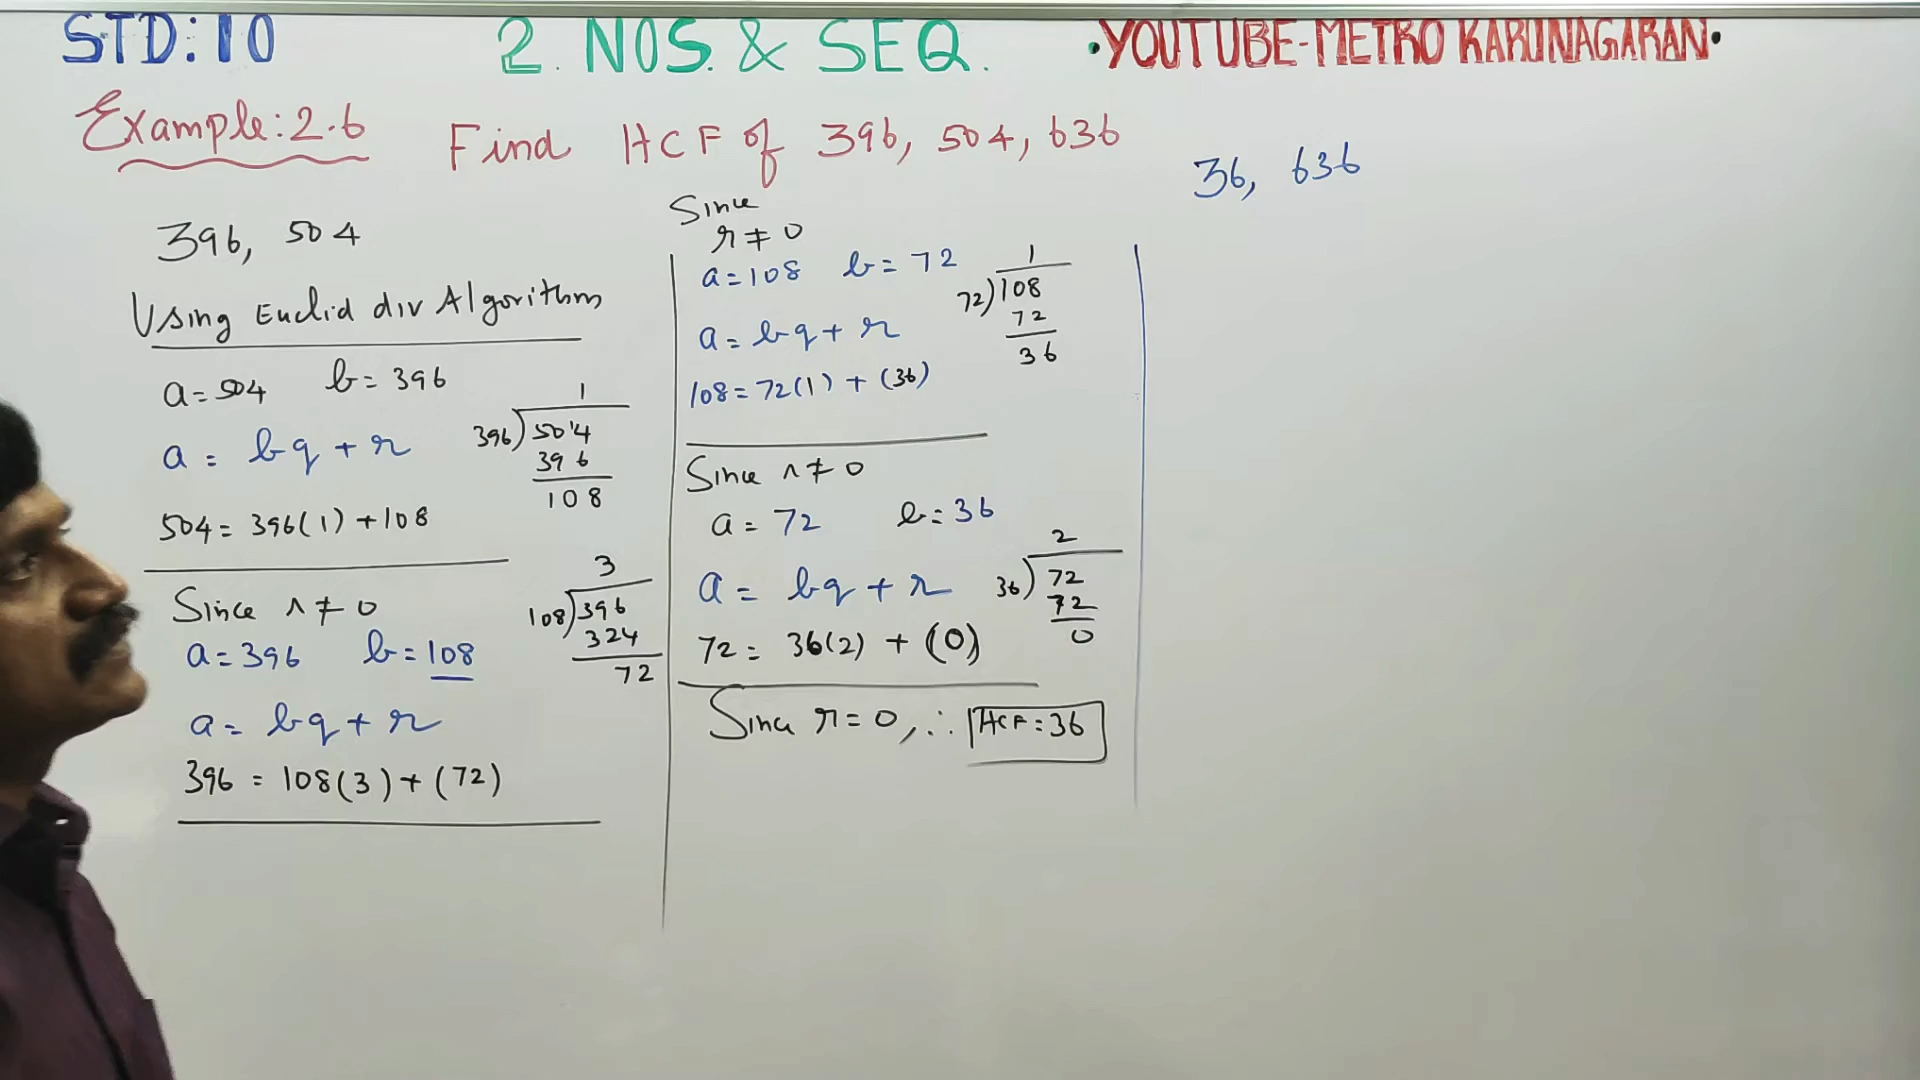 STD:10 2. NOS. & SEQ. •YOUTUBE-METRO KARUNAGARAN•
Example:2.6 Find HCF of 396, 504, 636
396, 504
Using Euclid div Algorithm
a=504 b=396
a = bq + r
504 = 396(1)+108
1
396)504
396
108
Since r ≠ 0
a=396 b=108
a = bq + r
396 = 108(3)+(72)
3
108)396
324
72
Since
r ≠ 0
a=108 b=72
a = bq + r
108=72(1)+(36)
1
72)108
72
36
Since r ≠ 0
a = 72 b=36
a = bq + r
72 = 36(2) + (0)
2
36)72
72
0
Since r=0, ∴ HCF=36
36, 636